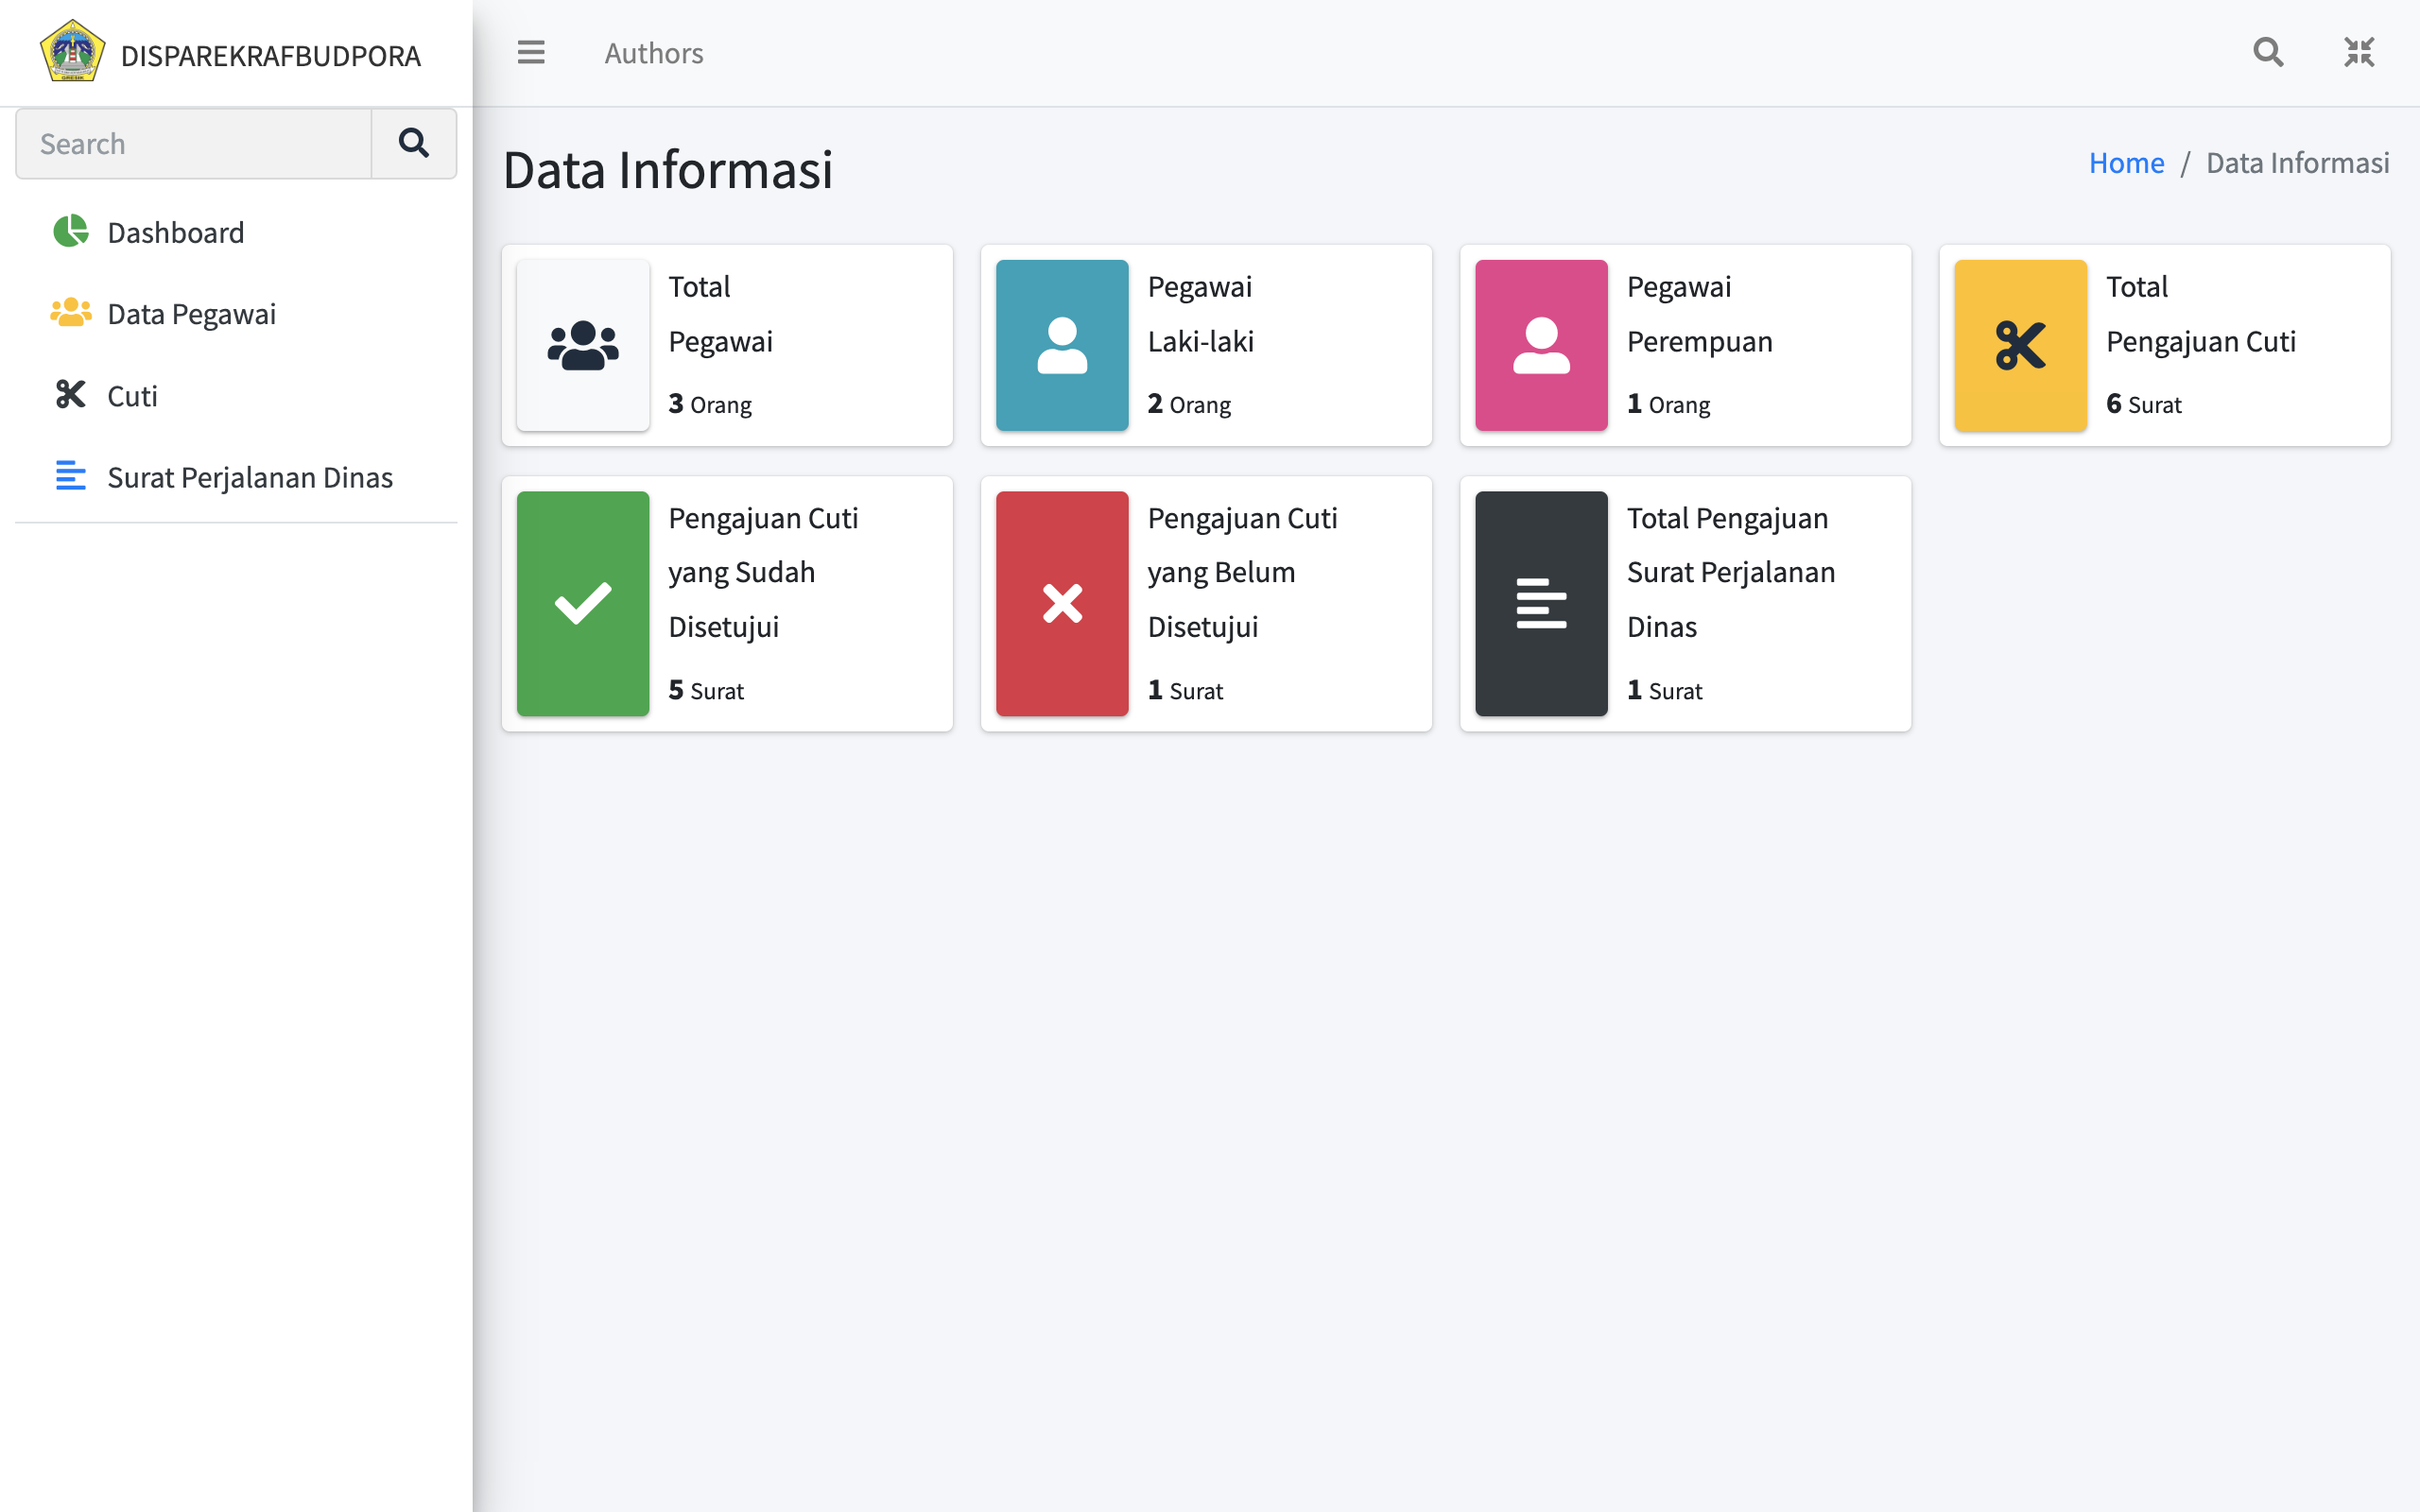 DISPAREKRAFBUDPORA
Authors
Search
Dashboard
Data Pegawai
Cuti
Surat Perjalanan Dinas
Data Informasi
Home / Data Informasi
Total
Pegawai
3 Orang
Pegawai
Laki-laki
2 Orang
Pegawai
Perempuan
1 Orang
Total
Pengajuan Cuti
6 Surat
Pengajuan Cuti
yang Sudah
Disetujui
5 Surat
Pengajuan Cuti
yang Belum
Disetujui
1 Surat
Total Pengajuan
Surat Perjalanan
Dinas
1 Surat